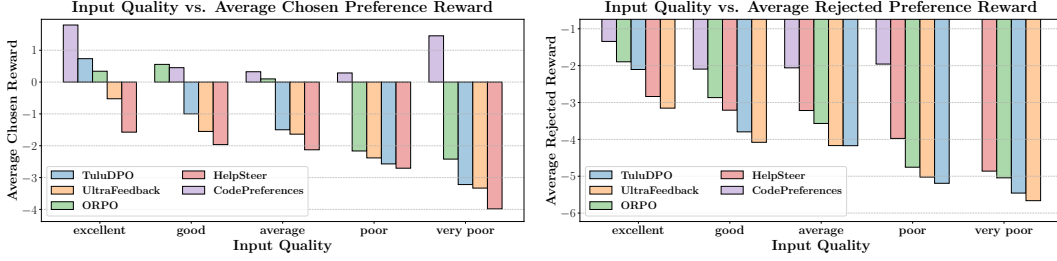 Input Quality vs. Average Chosen Preference Reward
Average Chosen Reward
1
0
−1
−2
−3
−4
TuluDPO
UltraFeedback
ORPO
HelpSteer
CodePreferences
excellent
good
average
poor
very poor
Input Quality
Input Quality vs. Average Rejected Preference Reward
Average Rejected Reward
−1
−2
−3
−4
−5
−6
TuluDPO
UltraFeedback
ORPO
HelpSteer
CodePreferences
excellent
good
average
poor
very poor
Input Quality